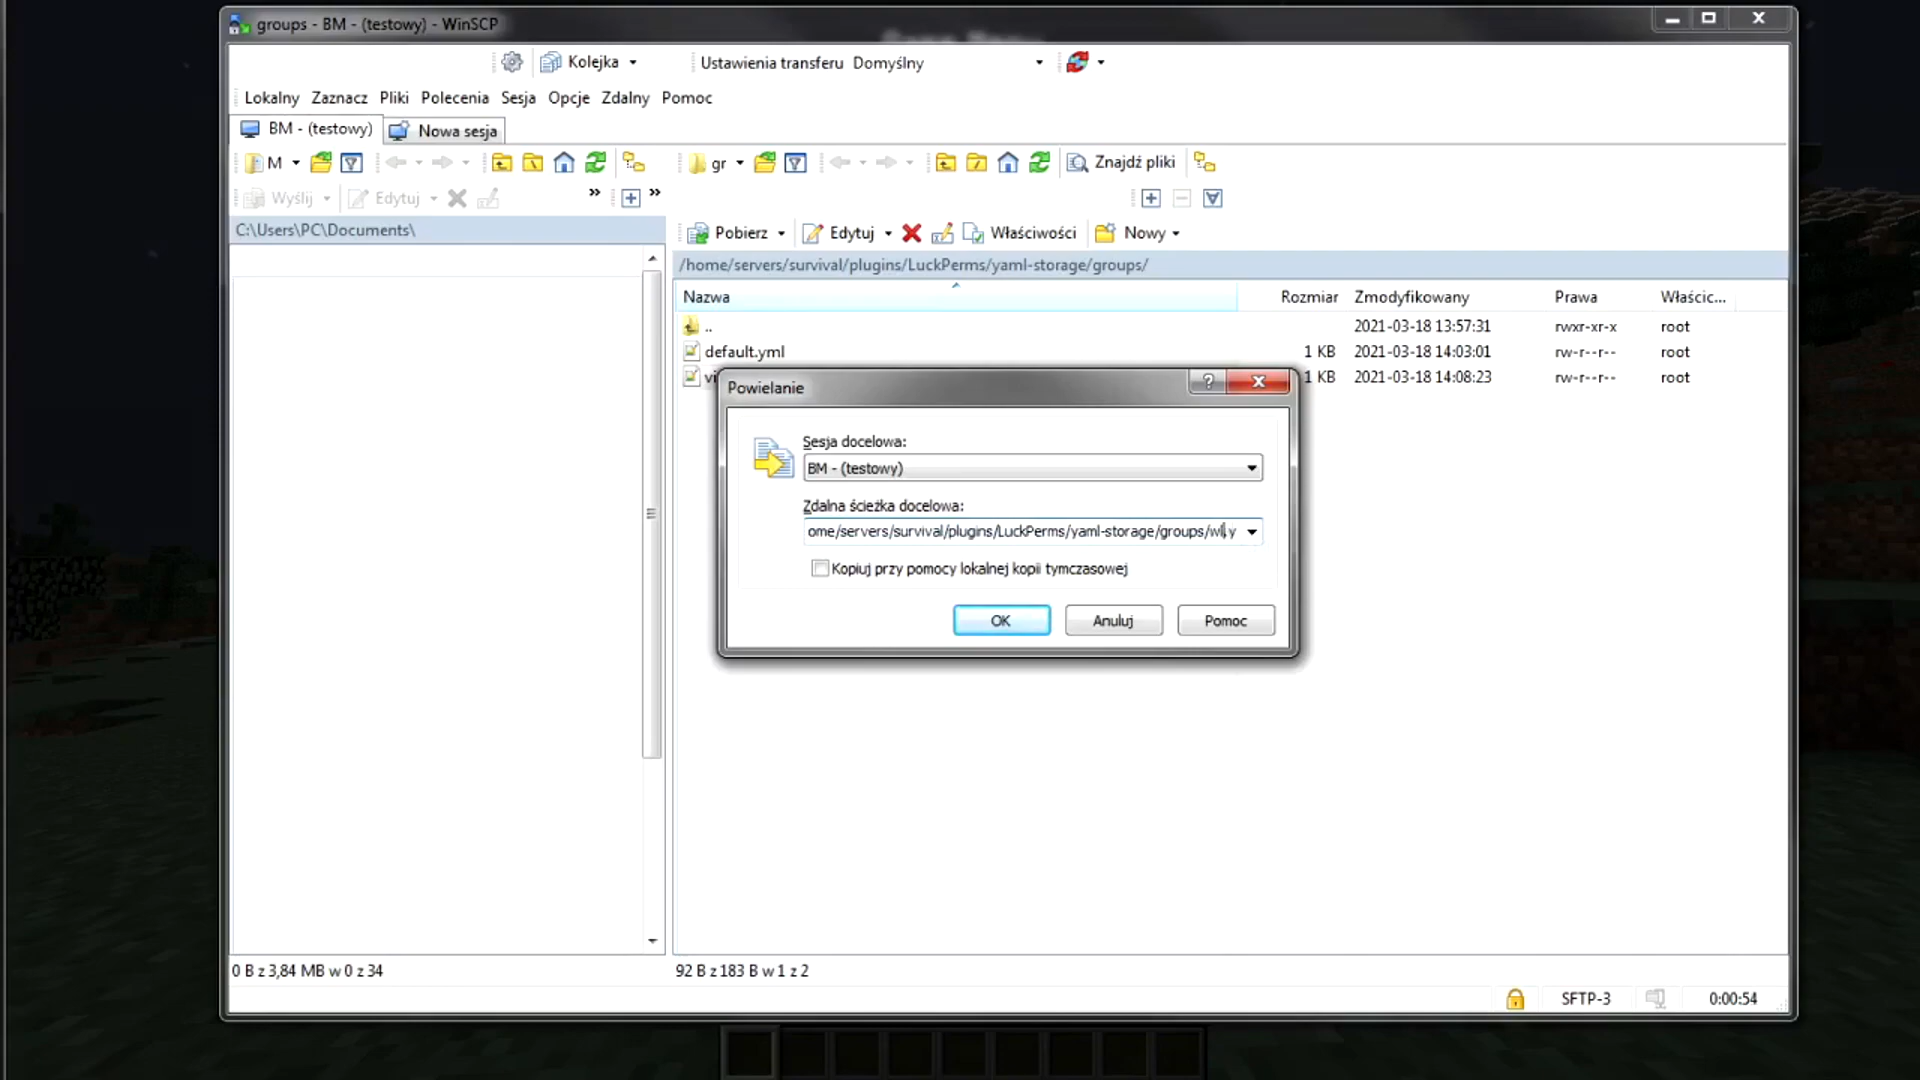 groups - BM - (testowy) - WinSCP
Kolejka
Ustawienia transferu Domyślny
Lokalny Zaznacz Pliki Polecenia Sesja Opcje Zdalny Pomoc
BM - (testowy)
Nowa sesja
M
gr
Znajdź pliki
Wyślij
Edytuj
C:\Users\PC\Documents\
Pobierz
Edytuj
Właściwości
Nowy
/home/servers/survival/plugins/LuckPerms/yaml-storage/groups/
Nazwa Rozmiar Zmodyfikowany Prawa Właścic...
.. 2021-03-18 13:57:31 rwxr-xr-x root
default.yml 1 KB 2021-03-18 14:03:01 rw-r--r-- root
vi 1 KB 2021-03-18 14:08:23 rw-r--r-- root
Powielanie
Sesja docelowa:
BM - (testowy)
Zdalna ścieżka docelowa:
ome/servers/survival/plugins/LuckPerms/yaml-storage/groups/wl.y
Kopiuj przy pomocy lokalnej kopii tymczasowej
OK Anuluj Pomoc
0 B z 3,84 MB w 0 z 34
92 B z 183 B w 1 z 2
SFTP-3
0:00:54